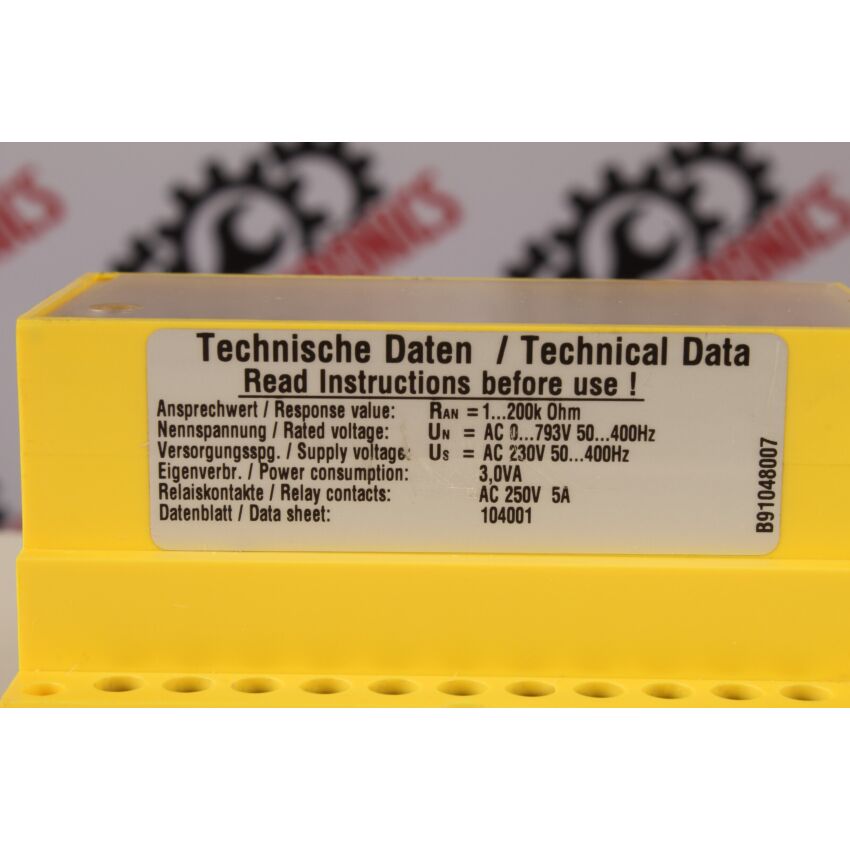 Technische Daten / Technical Data
Read Instructions before use !
Ansprechwert / Response value: RAN = 1...200k Ohm
Nennspannung / Rated voltage: UN = AC 0...793V 50...400Hz
Versorgungsspg. / Supply voltage: US = AC 230V 50...400Hz
Eigenverbr. / Power consumption: 3,0VA
Relaiskontakte / Relay contacts: AC 250V 5A
Datenblatt / Data sheet: 104001
B91048007